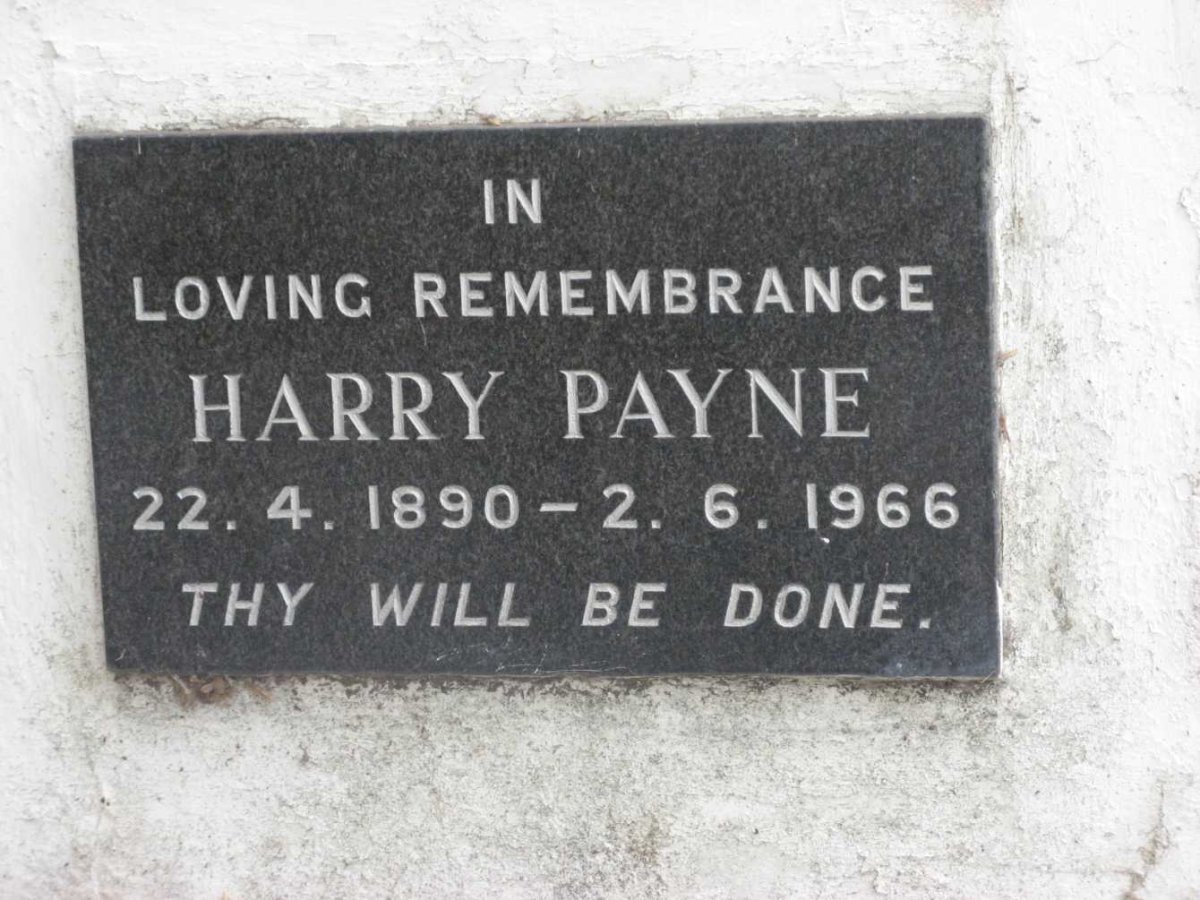 IN
LOVING REMEMBRANCE
HARRY PAYNE
22. 4. 1890 – 2. 6. 1966
THY WILL BE DONE.